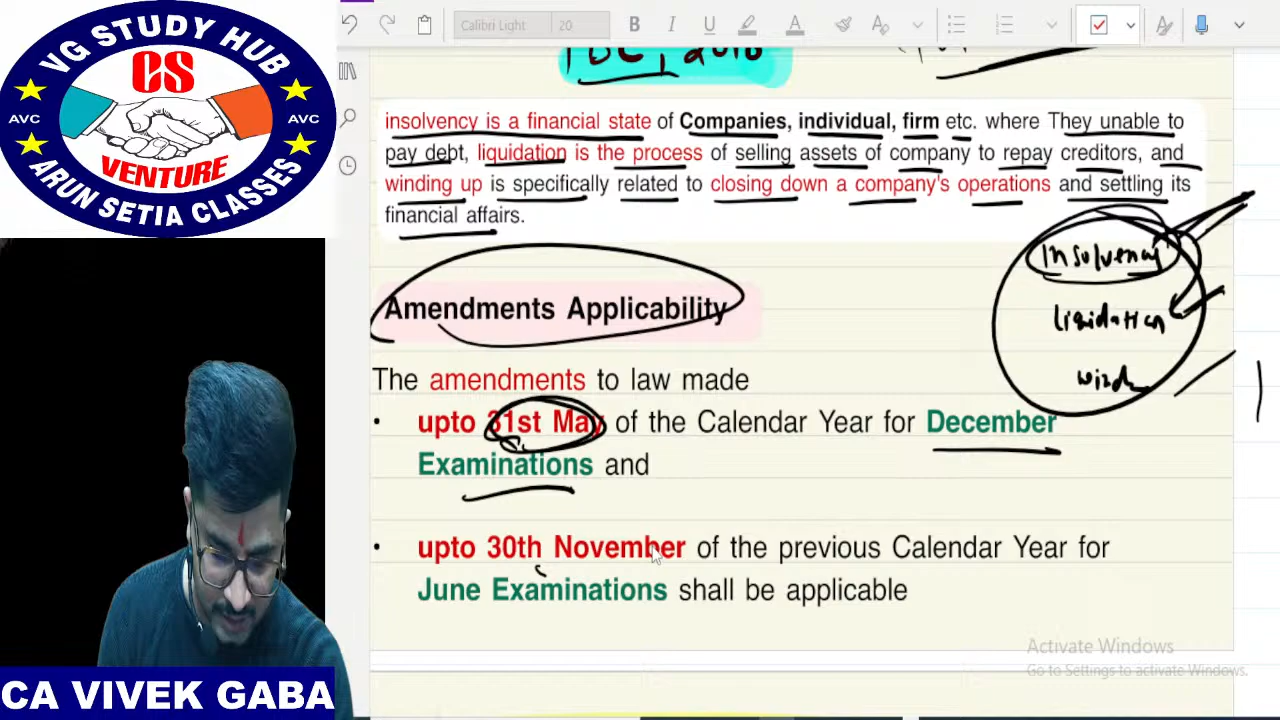 VG STUDY HUB
CS
AVC
AVC
VENTURE
ARUN SETIA CLASSES
CA VIVEK GABA
Calibri Light
20
B I U
insolvency is a financial state of Companies, individual, firm etc. where They unable to
pay debt, liquidation is the process of selling assets of company to repay creditors, and
winding up is specifically related to closing down a company's operations and settling its
financial affairs.
Insolvency
liquidation
Amendments Applicability
The amendments to law made
• upto 31st May of the Calendar Year for December
Examinations and
• upto 30th November of the previous Calendar Year for
June Examinations shall be applicable
Activate Windows
Go to Settings to activate Windows.